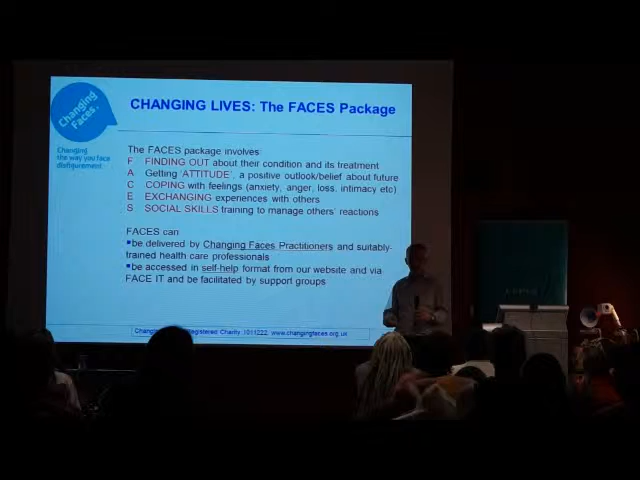 Changing
Faces.
Changing
the way you face
disfigurement
CHANGING LIVES: The FACES Package
The FACES package involves:
F FINDING OUT about their condition and its treatment
A Getting 'ATTITUDE', a positive outlook/belief about future
C COPING with feelings (anxiety, anger, loss, intimacy etc)
E EXCHANGING experiences with others
S SOCIAL SKILLS training to manage others' reactions
FACES can
▪be delivered by Changing Faces Practitioners and suitably-
trained health care professionals
▪be accessed in self-help format from our website and via
FACE IT and be facilitated by support groups
Registered Charity 1011222, www.changingfaces.org.uk